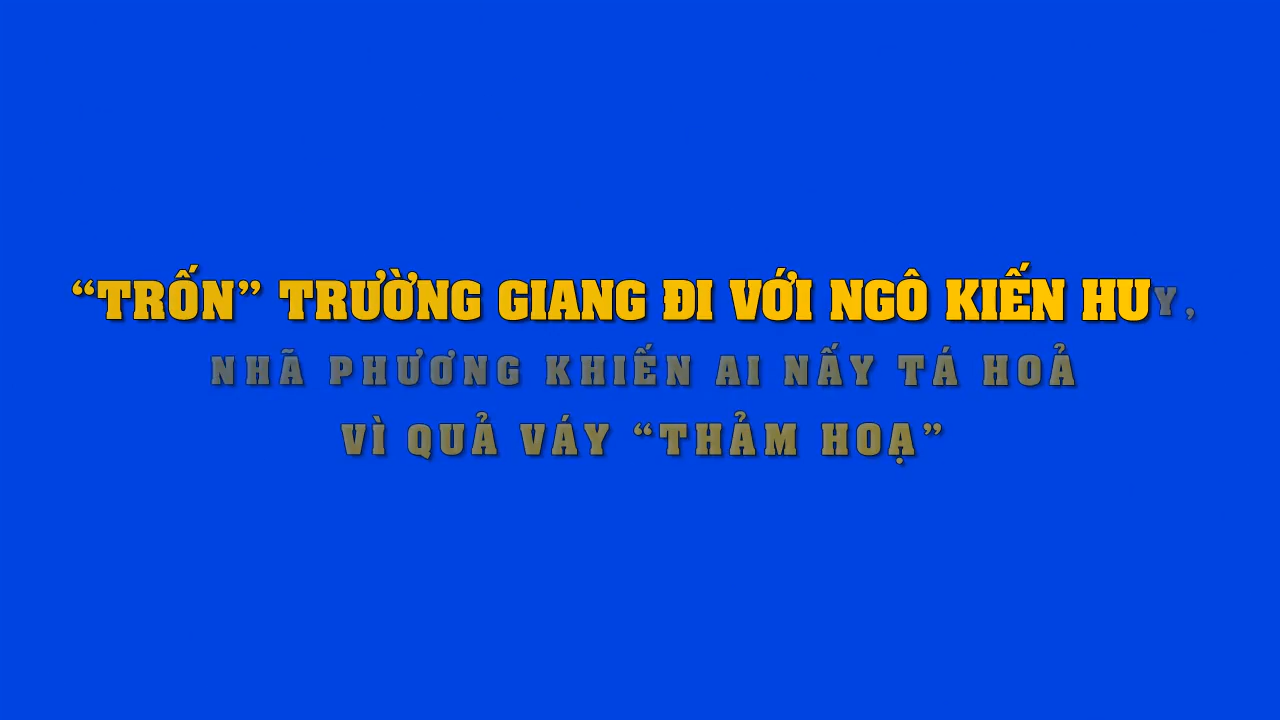 “TRỐN” TRƯỜNG GIANG ĐI VỚI NGÔ KIẾN HUY,
NHÃ PHƯƠNG KHIẾN AI NẤY TÁ HOẢ
VÌ QUẢ VÁY “THẢM HOẠ”